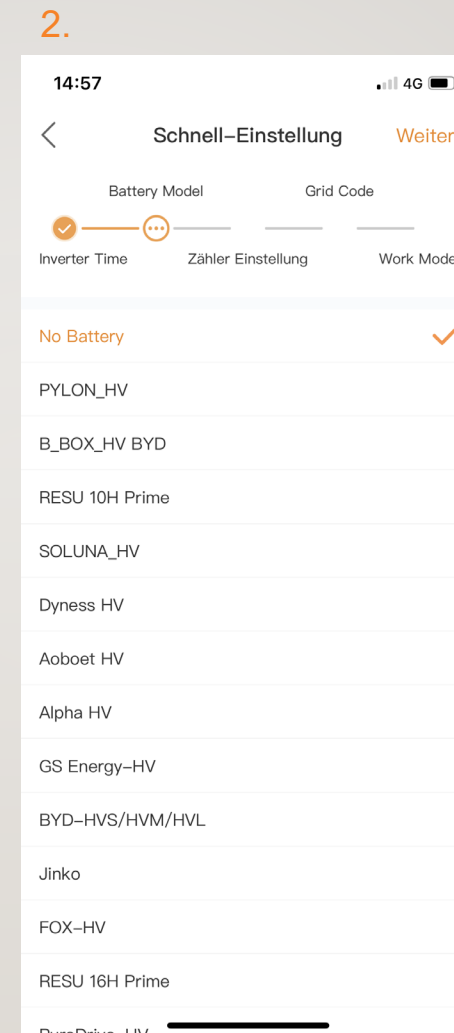 2.
14:57
4G
Schnell-Einstellung
Weiter
Battery Model
Grid Code
Inverter Time
Zähler Einstellung
Work Mode
No Battery
PYLON_HV
B_BOX_HV BYD
RESU 10H Prime
SOLUNA_HV
Dyness HV
Aoboet HV
Alpha HV
GS Energy-HV
BYD-HVS/HVM/HVL
Jinko
FOX-HV
RESU 16H Prime